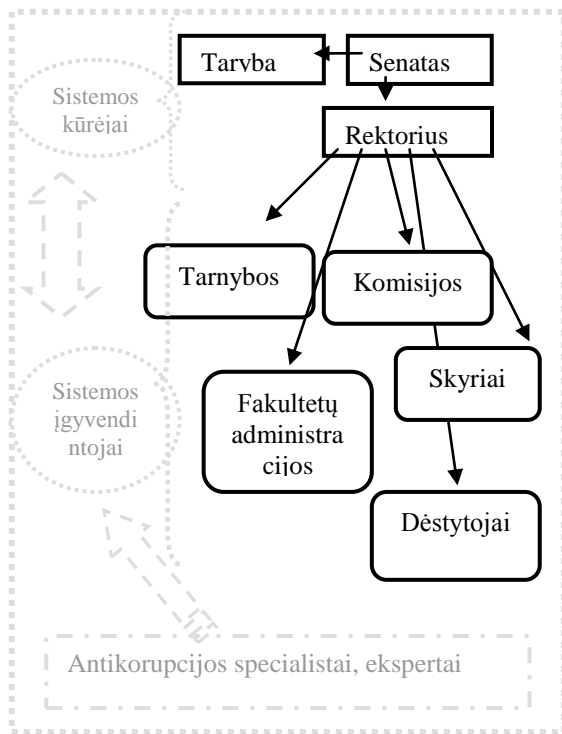 Taryba
Senatas
Sistemos
kūrėjai
Rektorius
Tarnybos
Komisijos
Sistemos
įgyvendi
ntojai
Fakultetų
administra
cijos
Skyriai
Dėstytojai
Antikorupcijos specialistai, ekspertai